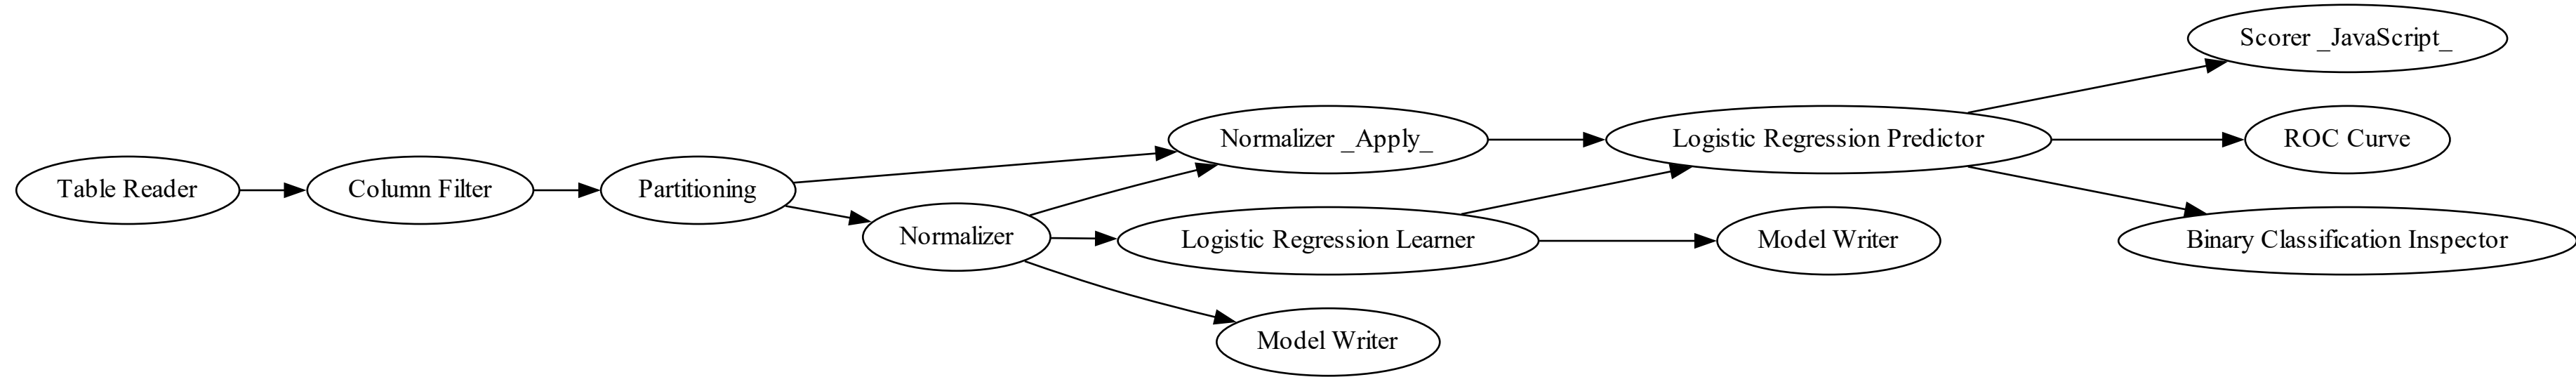 Table Reader
Column Filter
Partitioning
Normalizer
Normalizer _Apply_
Logistic Regression Learner
Model Writer
Logistic Regression Predictor
Model Writer
Scorer _JavaScript_
ROC Curve
Binary Classification Inspector